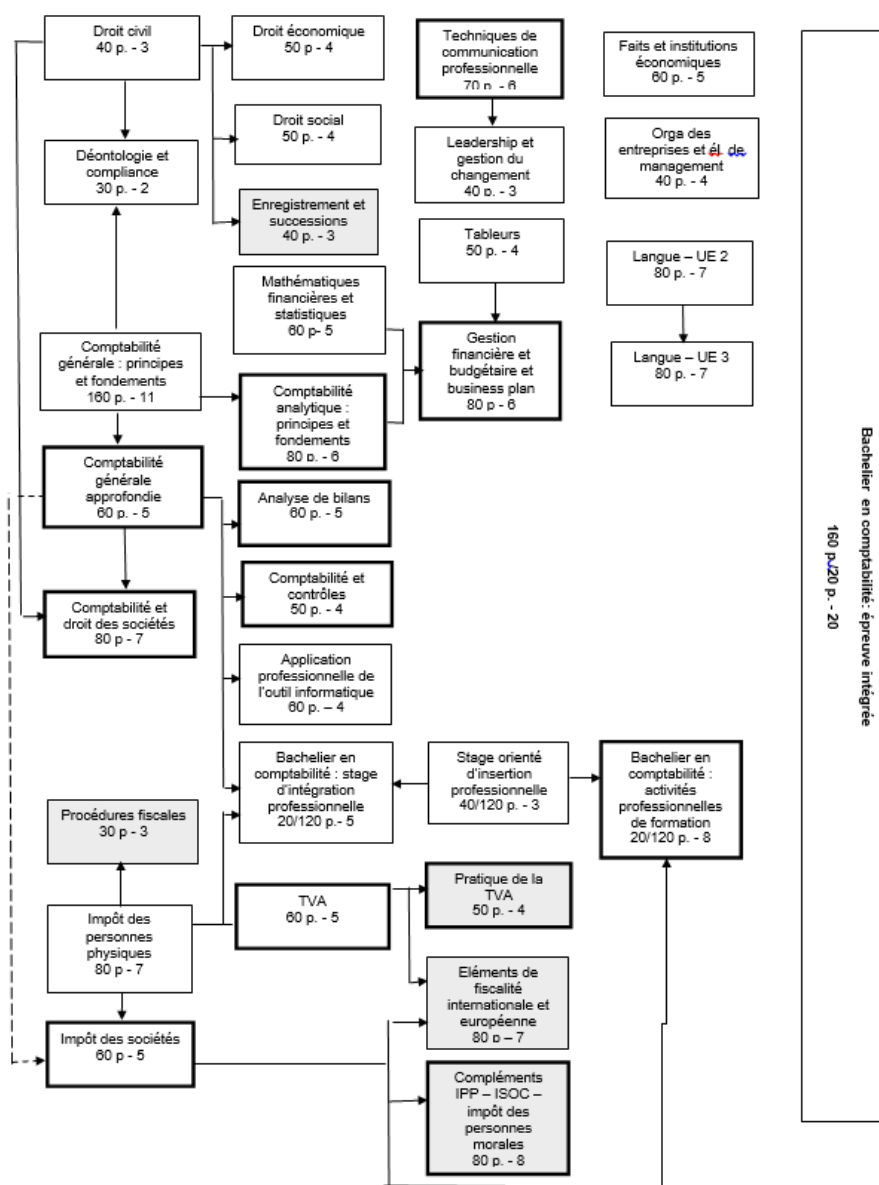 Droit civil
40 p. - 3
Droit économique
50 p - 4
Techniques de
communication
professionnelle
70 p. - 6
Faits et institutions
économiques
60 p. - 5
Droit social
50 p. - 4
Leadership et
gestion du
changement
40 p. - 3
Orga des
entreprises et él. de
management
40 p. - 4
Déontologie et
compliance
30 p. - 2
Enregistrement et
successions
40 p. - 3
Tableurs
50 p. - 4
Langue – UE 2
80 p. - 7
Mathématiques
financières et
statistiques
60 p- 5
Comptabilité
générale : principes
et fondements
160 p. - 11
Gestion
financière et
budgétaire et
business plan
80 p - 6
Langue – UE 3
80 p. - 7
Comptabilité
analytique :
principes et
fondements
80 p. - 6
Comptabilité
générale
approfondie
60 p. - 5
Analyse de bilans
60 p. - 5
Comptabilité et
contrôles
50 p. - 4
Comptabilité et
droit des sociétés
80 p - 7
Application
professionnelle de
l'outil informatique
60 p. – 4
Bachelier en
comptabilité : stage
d'intégration
professionnelle
20/120 p.- 5
Stage orienté
d'insertion
professionnelle
40/120 p. - 3
Bachelier en
comptabilité :
activités
professionnelles
de formation
20/120 p. - 8
Procédures fiscales
30 p - 3
TVA
60 p. - 5
Pratique de la
TVA
50 p. - 4
Impôt des
personnes
physiques
80 p - 7
Eléments de
fiscalité
internationale et
européenne
80 p – 7
Impôt des sociétés
60 p - 5
Compléments
IPP – ISOC –
impôt des
personnes
morales
80 p. - 8
Bachelier en comptabilité: épreuve intégrée
160 p./20 p. - 20